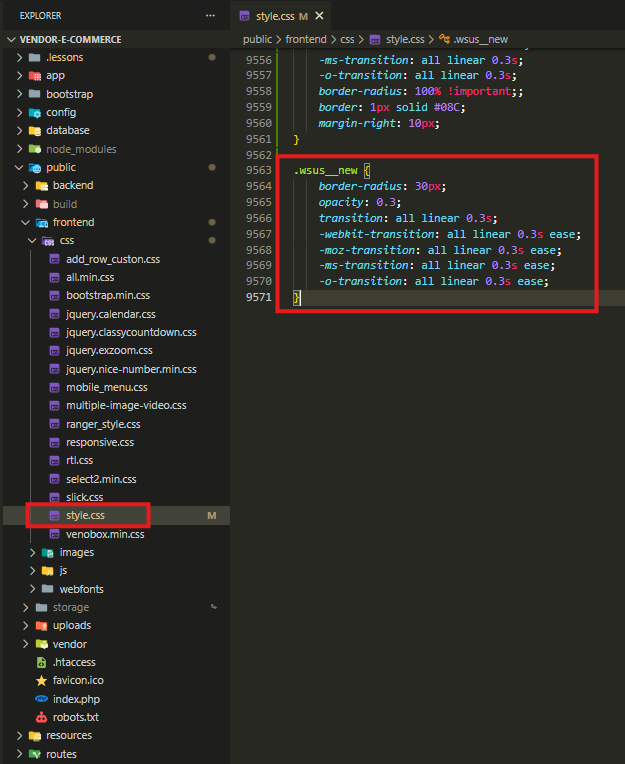 EXPLORER
VENDOR-E-COMMERCE
.lessons
app
bootstrap
config
database
node_modules
public
backend
build
frontend
css
add_row_custon.css
all.min.css
bootstrap.min.css
jquery.calendar.css
jquery.classycountdown.css
jquery.exzoom.css
jquery.nice-number.min.css
mobile_menu.css
multiple-image-video.css
ranger_style.css
responsive.css
rtl.css
select2.min.css
slick.css
style.css M
venobox.min.css
images
js
webfonts
storage
uploads
vendor
.htaccess
favicon.ico
index.php
robots.txt
resources
routes
style.css M
public > frontend > css > style.css > .wsus__new
9556 -ms-transition: all linear 0.3s;
9557 -o-transition: all linear 0.3s;
9558 border-radius: 100% !important;;
9559 border: 1px solid #08C;
9560 margin-right: 10px;
9561 }
9562
9563 .wsus__new {
9564 border-radius: 30px;
9565 opacity: 0.3;
9566 transition: all linear 0.3s;
9567 -webkit-transition: all linear 0.3s ease;
9568 -moz-transition: all linear 0.3s ease;
9569 -ms-transition: all linear 0.3s ease;
9570 -o-transition: all linear 0.3s ease;
9571 }